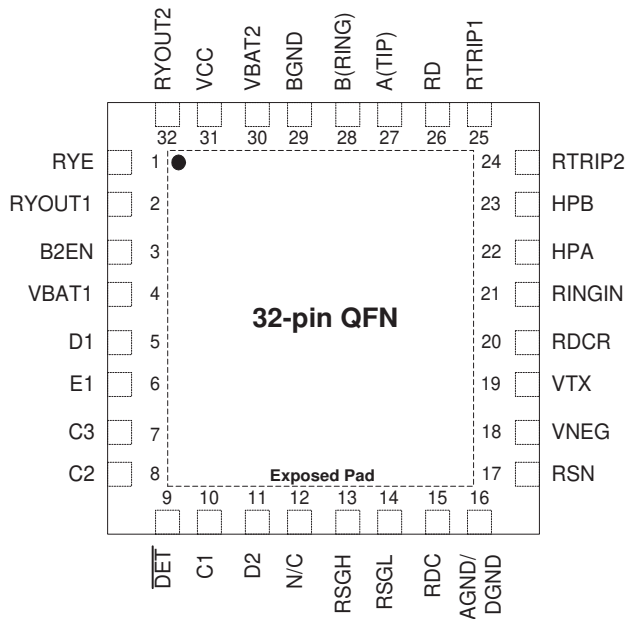 RYOUT2
VCC
VBAT2
BGND
B(RING)
A(TIP)
RD
RTRIP1
32
31
30
29
28
27
26
25
RYE
1
24
RTRIP2
RYOUT1
2
23
HPB
B2EN
3
22
HPA
VBAT1
4
21
RINGIN
32-pin QFN
D1
5
20
RDCR
E1
6
19
VTX
C3
7
18
VNEG
C2
8
17
RSN
Exposed Pad
9
10
11
12
13
14
15
16
DET
C1
D2
N/C
RSGH
RSGL
RDC
AGND/
DGND